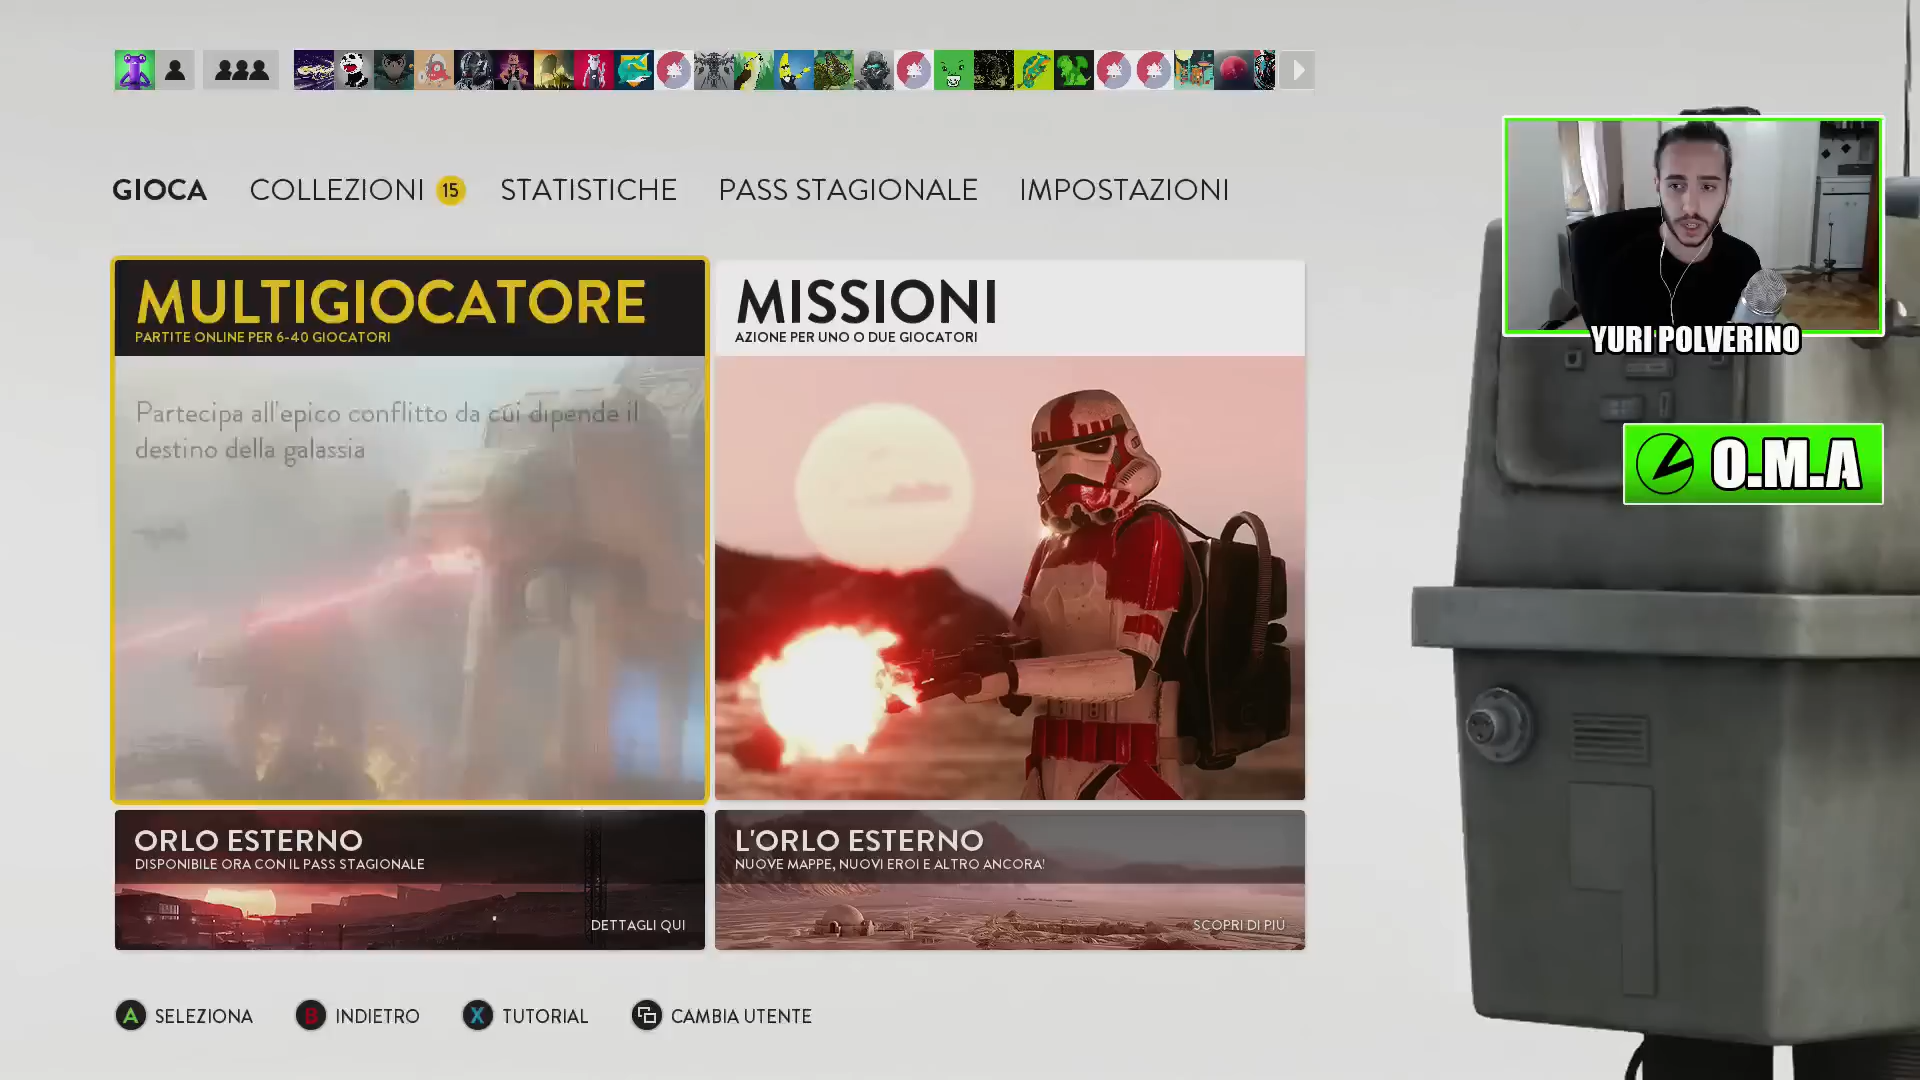 GIOCA
COLLEZIONI 15
STATISTICHE
PASS STAGIONALE
IMPOSTAZIONI
MULTIGIOCATORE
PARTITE ONLINE PER 6-40 GIOCATORI
Partecipa all'epico conflitto da cui dipende il
destino della galassia
MISSIONI
AZIONE PER UNO O DUE GIOCATORI
YURI POLVERINO
O.M.A
ORLO ESTERNO
DISPONIBILE ORA CON IL PASS STAGIONALE
DETTAGLI QUI
L'ORLO ESTERNO
NUOVE MAPPE, NUOVI EROI E ALTRO ANCORA!
SCOPRI DI PIÙ
A SELEZIONA
B INDIETRO
X TUTORIAL
CAMBIA UTENTE